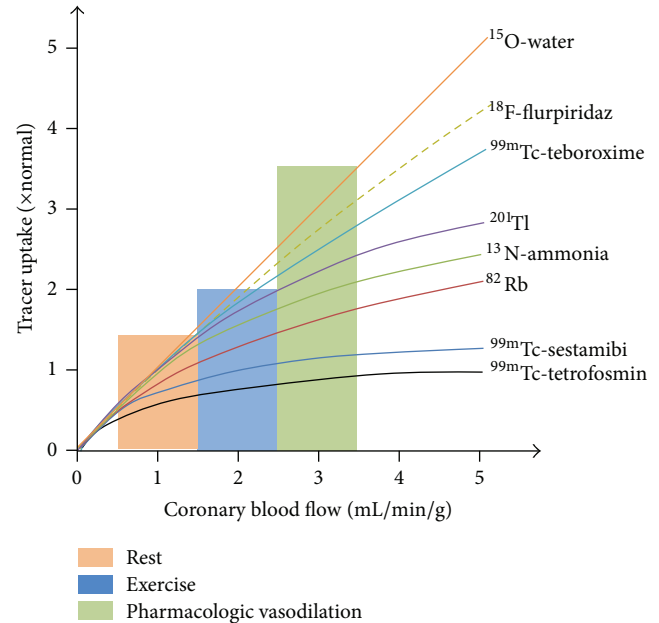 5
4
3
2
1
0
Tracer uptake (×normal)
¹⁵O-water
¹⁸F-flurpiridaz
⁹⁹ᵐTc-teboroxime
²⁰¹Tl
¹³N-ammonia
⁸²Rb
⁹⁹ᵐTc-sestamibi
⁹⁹ᵐTc-tetrofosmin
0 1 2 3 4 5
Coronary blood flow (mL/min/g)
Rest
Exercise
Pharmacologic vasodilation